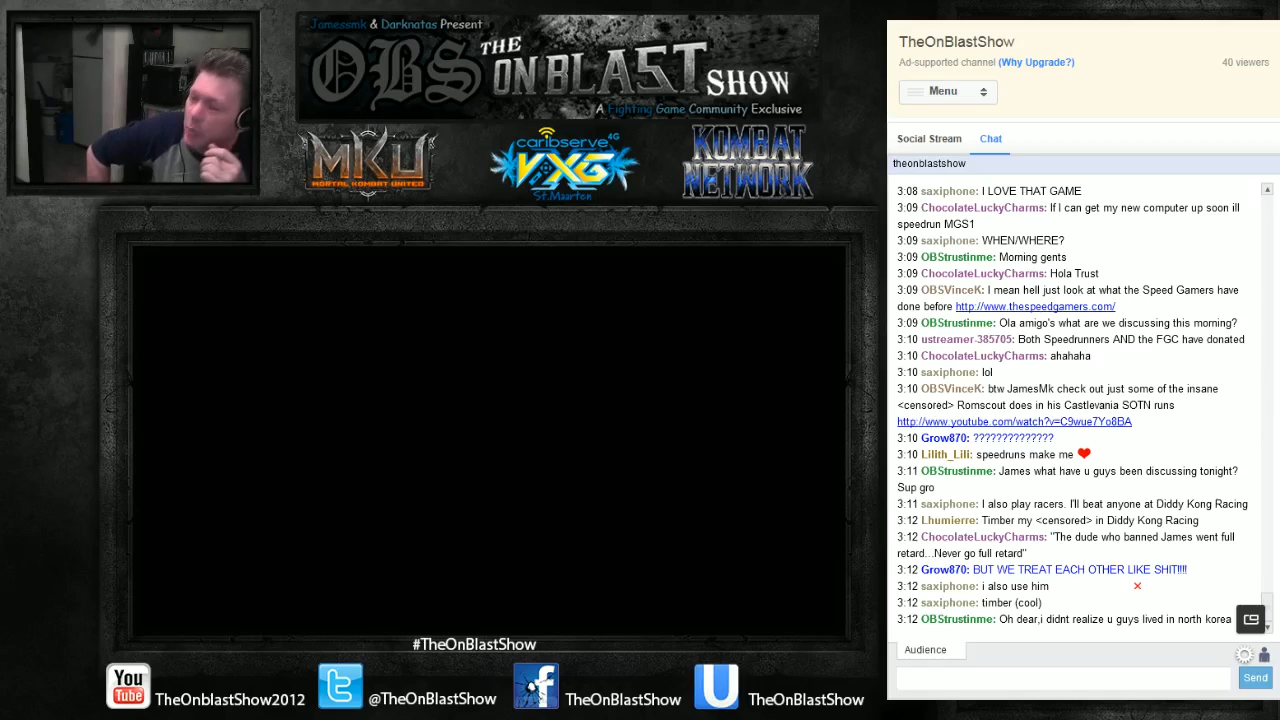 Jamessmk & Darknatas Present
OBS THE ON BLAST SHOW
A Fighting Game Community Exclusive
MKU
MORTAL KOMBAT UNITED
caribserve 4G
VXG
St.Maarten
KOMBAT
NETWORK
TheOnBlastShow
Ad-supported channel (Why Upgrade?)
40 viewers
Menu
Social Stream
Chat
theonblastshow
3:08 saxiphone: I LOVE THAT GAME
3:09 ChocolateLuckyCharms: If I can get my new computer up soon ill
speedrun MGS1
3:09 saxiphone: WHEN/WHERE?
3:09 OBStrustinme: Morning gents
3:09 ChocolateLuckyCharms: Hola Trust
3:09 OBSVinceK: I mean hell just look at what the Speed Gamers have
done before http://www.thespeedgamers.com/
3:09 OBStrustinme: Ola amigo's what are we discussing this morning?
3:10 ustreamer-385705: Both Speedrunners AND the FGC have donated
3:10 ChocolateLuckyCharms: ahahaha
3:10 saxiphone: lol
3:10 OBSVinceK: btw JamesMk check out just some of the insane
<censored> Romscout does in his Castlevania SOTN runs
http://www.youtube.com/watch?v=C9wue7Yo8BA
3:10 Grow870: ??????????????
3:10 Lilith_Lili: speedruns make me ❤
3:11 OBStrustinme: James what have u guys been discussing tonight?
Sup gro
3:11 saxiphone: I also play racers. I'll beat anyone at Diddy Kong Racing
3:12 Lhumierre: Timber my <censored> in Diddy Kong Racing
3:12 ChocolateLuckyCharms: "The dude who banned James went full
retard...Never go full retard"
3:12 Grow870: BUT WE TREAT EACH OTHER LIKE SHIT!!!!
3:12 saxiphone: i also use him
3:12 saxiphone: timber (cool)
3:12 OBStrustinme: Oh dear,i didnt realize u guys lived in north korea
Audience
Send
#TheOnBlastShow
You Tube TheOnblastShow2012
@TheOnBlastShow
TheOnBlastShow
TheOnBlastShow